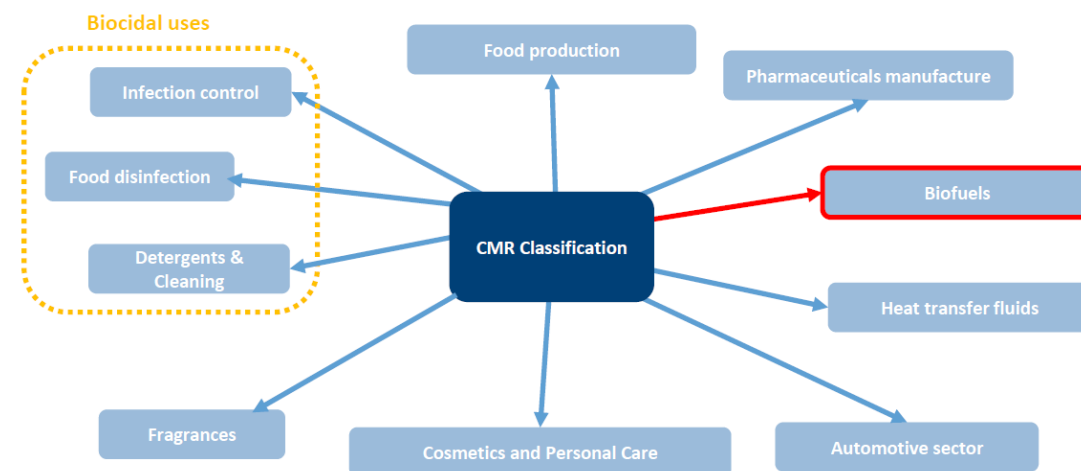 Biocidal uses
Food production
Pharmaceuticals manufacture
Infection control
Food disinfection
Biofuels
CMR Classification
Detergents &
Cleaning
Heat transfer fluids
Fragrances
Cosmetics and Personal Care
Automotive sector